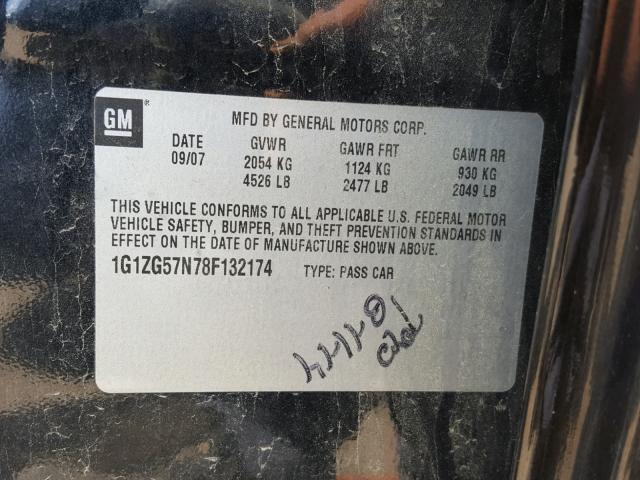 GM ®
MFD BY GENERAL MOTORS CORP.
DATE GVWR GAWR FRT GAWR RR
09/07 2054 KG 1124 KG 930 KG
4526 LB 2477 LB 2049 LB
THIS VEHICLE CONFORMS TO ALL APPLICABLE U.S. FEDERAL MOTOR
VEHICLE SAFETY, BUMPER, AND THEFT PREVENTION STANDARDS IN
EFFECT ON THE DATE OF MANUFACTURE SHOWN ABOVE.
1G1ZG57N78F132174 TYPE: PASS CAR